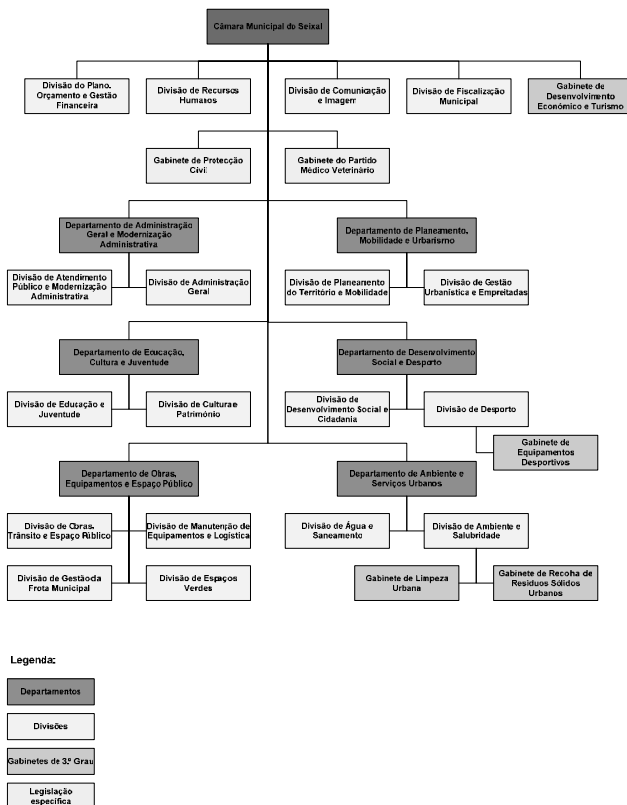 Câmara Municipal do Seixal
Divisão do Plano,
Orçamento e Gestão
Financeira
Divisão de Recursos
Humanos
Divisão de Comunicação
e Imagem
Divisão de Fiscalização
Municipal
Gabinete de
Desenvolvimento
Económico e Turismo
Gabinete de Protecção
Civil
Gabinete do Partido
Médico Veterinário
Departamento de Administração
Geral e Modernização
Administrativa
Departamento de Planeamento,
Mobilidade e Urbanismo
Divisão de Atendimento
Público e Modernização
Administrativa
Divisão de Administração
Geral
Divisão de Planeamento
do Território e Mobilidade
Divisão de Gestão
Urbanística e Empreitadas
Departamento de Educação,
Cultura e Juventude
Departamento de Desenvolvimento
Social e Desporto
Divisão de Educação e
Juventude
Divisão de Cultura e
Património
Divisão de
Desenvolvimento Social e
Cidadania
Divisão de Desporto
Gabinete de
Equipamentos
Desportivos
Departamento de Obras,
Equipamentos e Espaço Público
Departamento de Ambiente e
Serviços Urbanos
Divisão de Obras,
Trânsito e Espaço Público
Divisão de Manutenção de
Equipamentos e Logística
Divisão de Água e
Saneamento
Divisão de Ambiente e
Salubridade
Divisão de Gestão da
Frota Municipal
Divisão de Espaços
Verdes
Gabinete de Limpeza
Urbana
Gabinete de Recolha de
Resíduos Sólidos
Urbanos
Legenda:
Departamentos
Divisões
Gabinetes de 3.º Grau
Legislação
específica